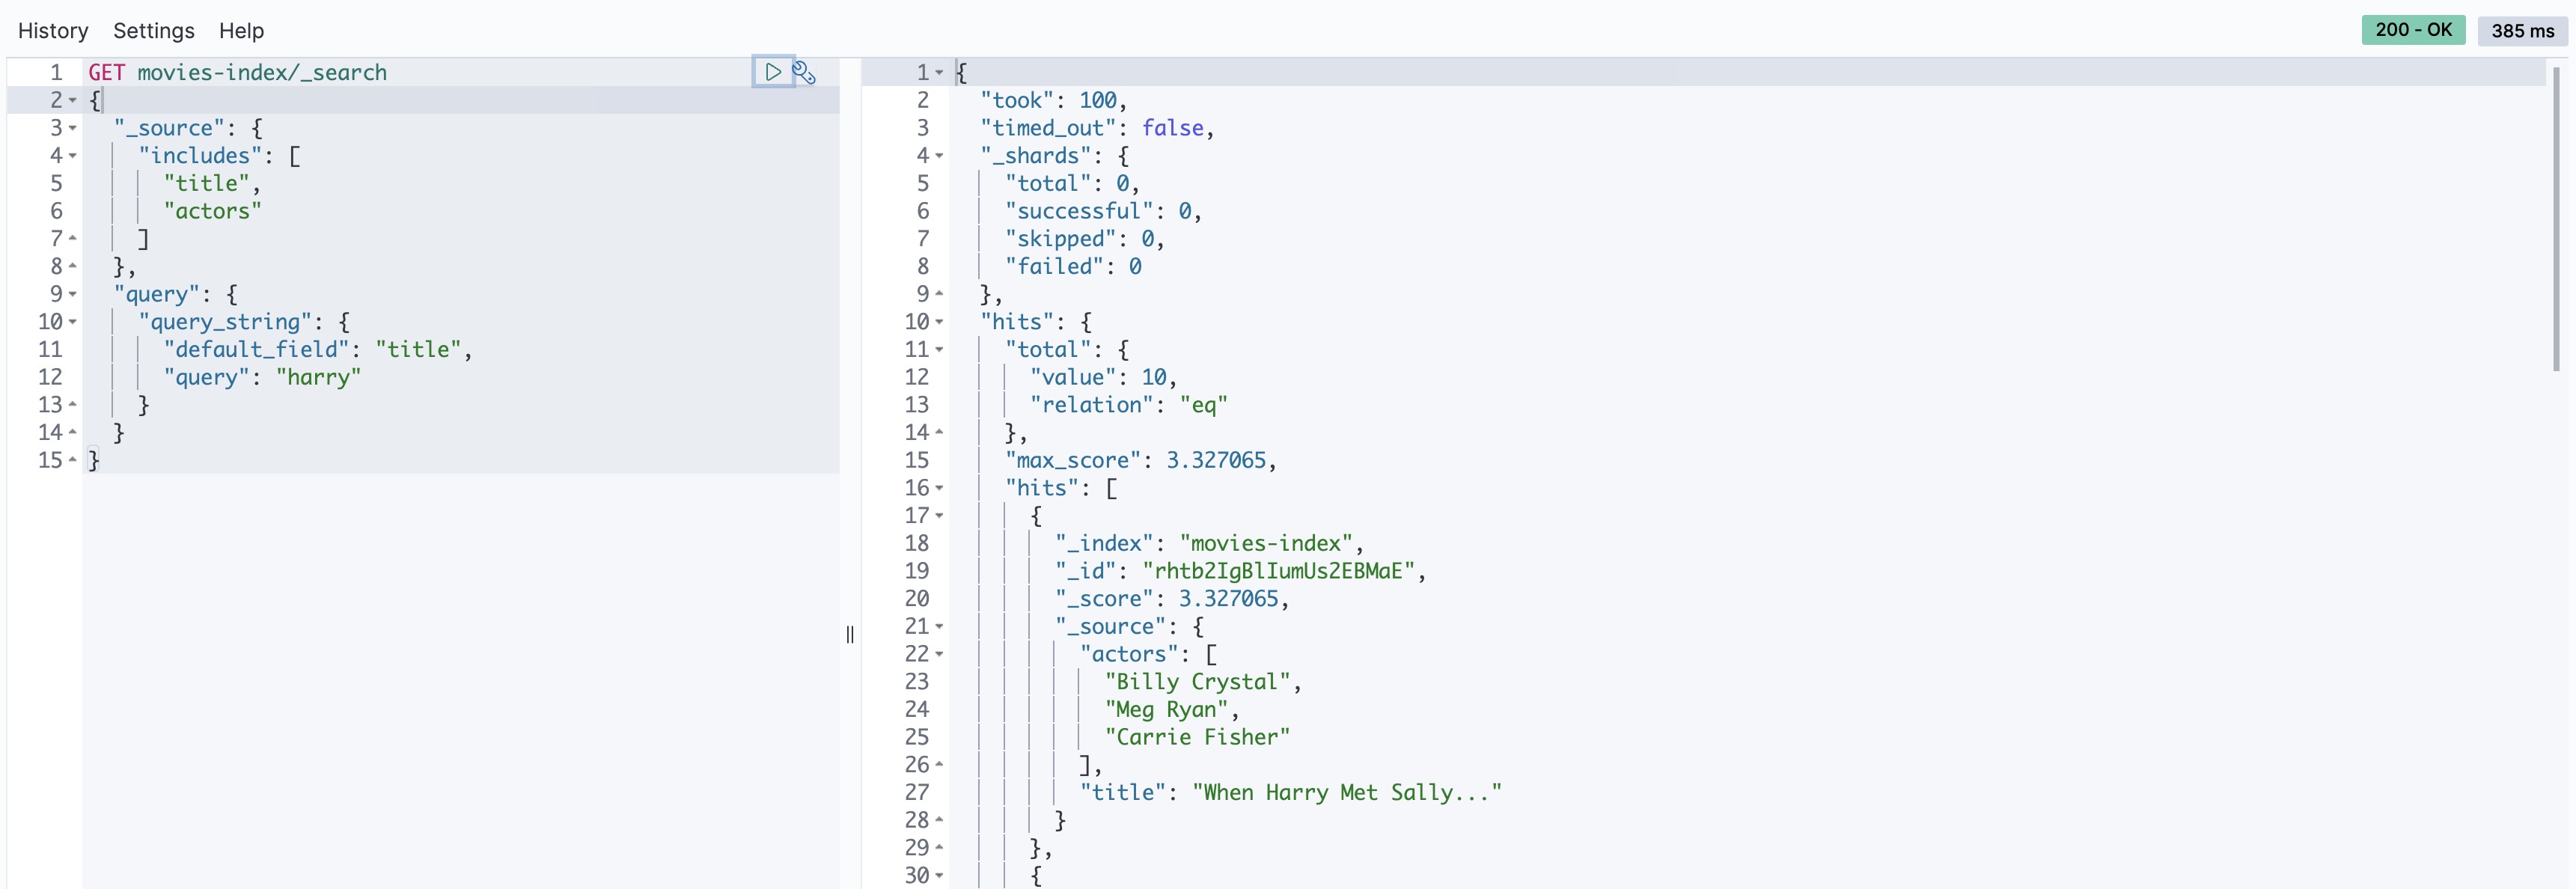 History Settings Help 200 - OK 385 ms
1 GET movies-index/_search
2 {
3 "_source": {
4 "includes": [
5 "title",
6 "actors"
7 ]
8 },
9 "query": {
10 "query_string": {
11 "default_field": "title",
12 "query": "harry"
13 }
14 }
15 }
1 {
2 "took": 100,
3 "timed_out": false,
4 "_shards": {
5 "total": 0,
6 "successful": 0,
7 "skipped": 0,
8 "failed": 0
9 },
10 "hits": {
11 "total": {
12 "value": 10,
13 "relation": "eq"
14 },
15 "max_score": 3.327065,
16 "hits": [
17 {
18 "_index": "movies-index",
19 "_id": "rhtb2IgBlIumUs2EBMaE",
20 "_score": 3.327065,
21 "_source": {
22 "actors": [
23 "Billy Crystal",
24 "Meg Ryan",
25 "Carrie Fisher"
26 ],
27 "title": "When Harry Met Sally..."
28 }
29 },
30 {